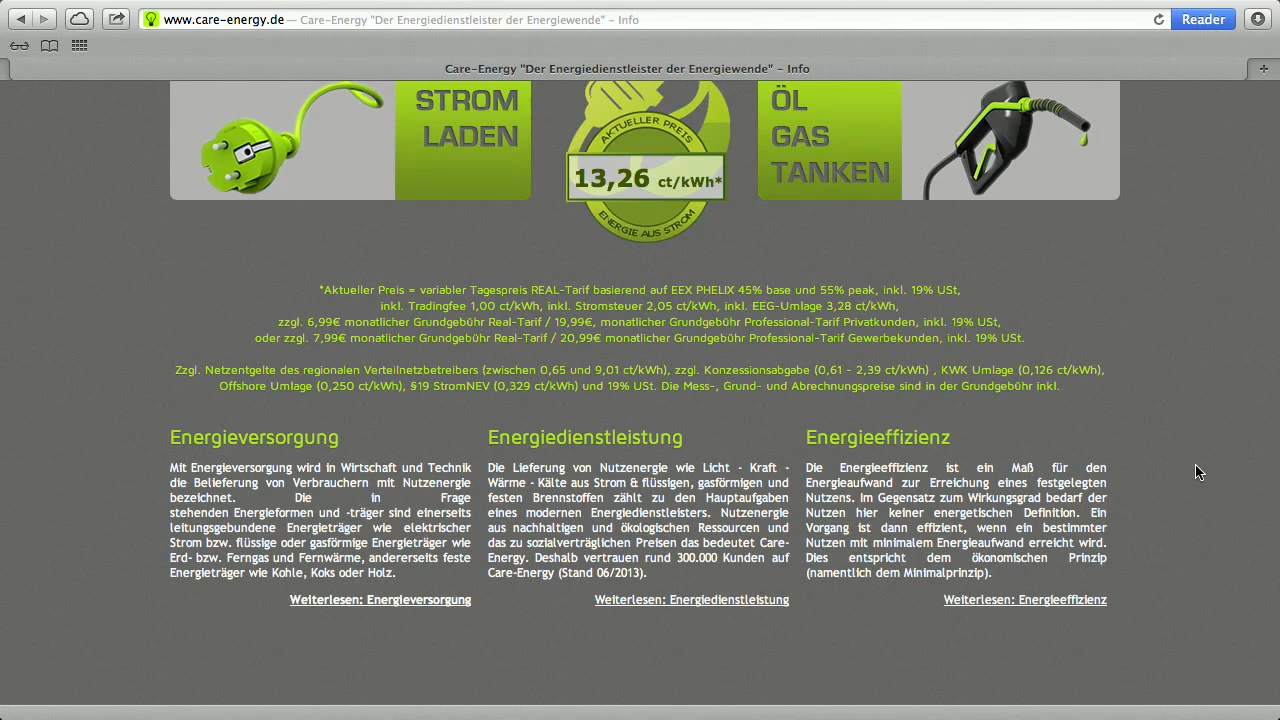 www.care-energy.de — Care-Energy "Der Energiedienstleister der Energiewende" – Info
Reader
Care-Energy "Der Energiedienstleister der Energiewende" – Info
STROM
LADEN
AKTUELLER PREIS
13,26 ct/kWh*
ENERGIE AUS STROM
ÖL
GAS
TANKEN
*Aktueller Preis = variabler Tagespreis REAL-Tarif basierend auf EEX PHELIX 45% base und 55% peak, inkl. 19% USt,
inkl. Tradingfee 1,00 ct/kWh, inkl. Stromsteuer 2,05 ct/kWh, inkl. EEG-Umlage 3,28 ct/kWh,
zzgl. 6,99€ monatlicher Grundgebühr Real-Tarif / 19,99€, monatlicher Grundgebühr Professional-Tarif Privatkunden, inkl. 19% USt,
oder zzgl. 7,99€ monatlicher Grundgebühr Real-Tarif / 20,99€ monatlicher Grundgebühr Professional-Tarif Gewerbekunden, inkl. 19% USt.
Zzgl. Netzentgelte des regionalen Verteilnetzbetreibers (zwischen 0,65 und 9,01 ct/kWh), zzgl. Konzessionsabgabe (0,61 - 2,39 ct/kWh) , KWK Umlage (0,126 ct/kWh),
Offshore Umlage (0,250 ct/kWh), §19 StromNEV (0,329 ct/kWh) und 19% USt. Die Mess-, Grund- und Abrechnungspreise sind in der Grundgebühr inkl.
Energieversorgung
Mit Energieversorgung wird in Wirtschaft und Technik
die Belieferung von Verbrauchern mit Nutzenergie
bezeichnet. Die in Frage
stehenden Energieformen und -träger sind einerseits
leitungsgebundene Energieträger wie elektrischer
Strom bzw. flüssige oder gasförmige Energieträger wie
Erd- bzw. Ferngas und Fernwärme, andererseits feste
Energieträger wie Kohle, Koks oder Holz.
Weiterlesen: Energieversorgung
Energiedienstleistung
Die Lieferung von Nutzenergie wie Licht - Kraft -
Wärme - Kälte aus Strom & flüssigen, gasförmigen und
festen Brennstoffen zählt zu den Hauptaufgaben
eines modernen Energiedienstleisters. Nutzenergie
aus nachhaltigen und ökologischen Ressourcen und
das zu sozialverträglichen Preisen das bedeutet Care-
Energy. Deshalb vertrauen rund 300.000 Kunden auf
Care-Energy (Stand 06/2013).
Weiterlesen: Energiedienstleistung
Energieeffizienz
Die Energieeffizienz ist ein Maß für den
Energieaufwand zur Erreichung eines festgelegten
Nutzens. Im Gegensatz zum Wirkungsgrad bedarf der
Nutzen hier keiner energetischen Definition. Ein
Vorgang ist dann effizient, wenn ein bestimmter
Nutzen mit minimalem Energieaufwand erreicht wird.
Dies entspricht dem ökonomischen Prinzip
(namentlich dem Minimalprinzip).
Weiterlesen: Energieeffizienz